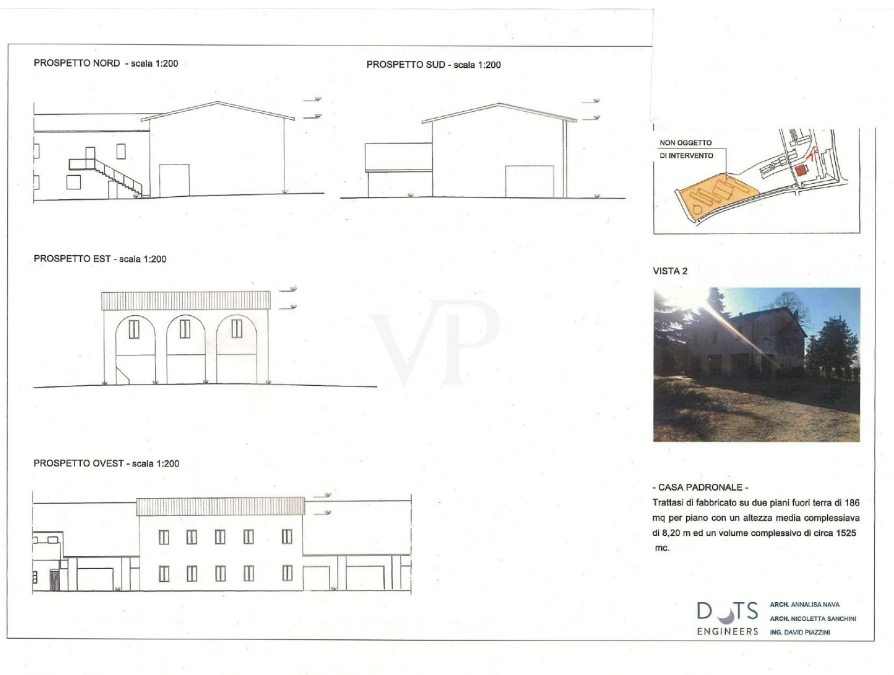 PROSPETTO NORD - scala 1:200
PROSPETTO SUD - scala 1:200
NON OGGETTO
DI INTERVENTO
PROSPETTO EST - scala 1:200
VISTA 2
VP
PROSPETTO OVEST - scala 1:200
- CASA PADRONALE -
Trattasi di fabbricato su due piani fuori terra di 186
mq per piano con un altezza media complessiava
di 8,20 m ed un volume complessivo di circa 1525
mc.
DOTS
ENGINEERS
ARCH. ANNALISA NAVA
ARCH. NICOLETTA SANCHINI
ING. DAVID PIAZZINI